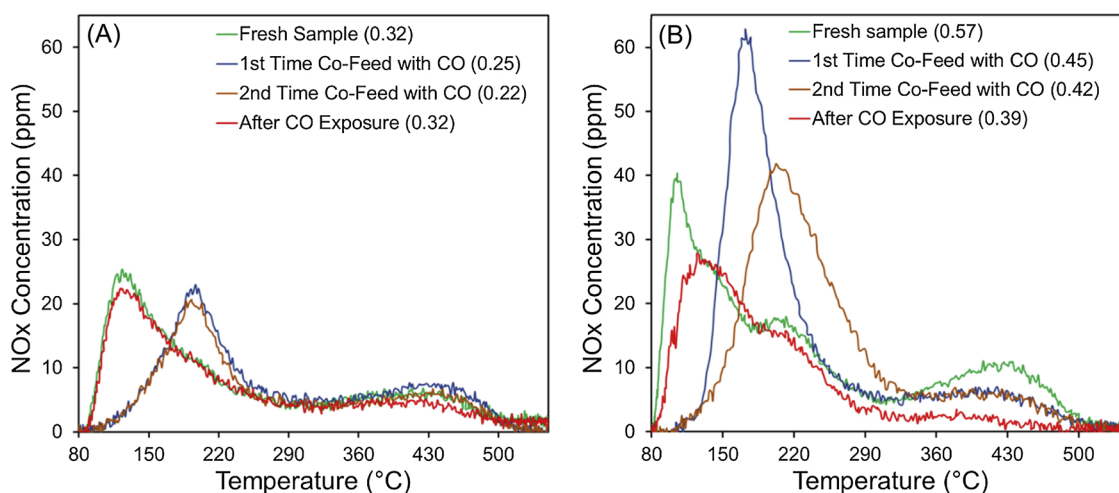 (A)
Fresh Sample (0.32)
1st Time Co-Feed with CO (0.25)
2nd Time Co-Feed with CO (0.22)
After CO Exposure (0.32)
NOx Concentration (ppm)
60
50
40
30
20
10
0
80 150 220 290 360 430 500
Temperature (°C)
(B)
Fresh sample (0.57)
1st Time Co-Feed with CO (0.45)
2nd Time Co-Feed with CO (0.42)
After CO Exposure (0.39)
NOx Concentration (ppm)
60
50
40
30
20
10
0
80 150 220 290 360 430 500
Temperature (°C)